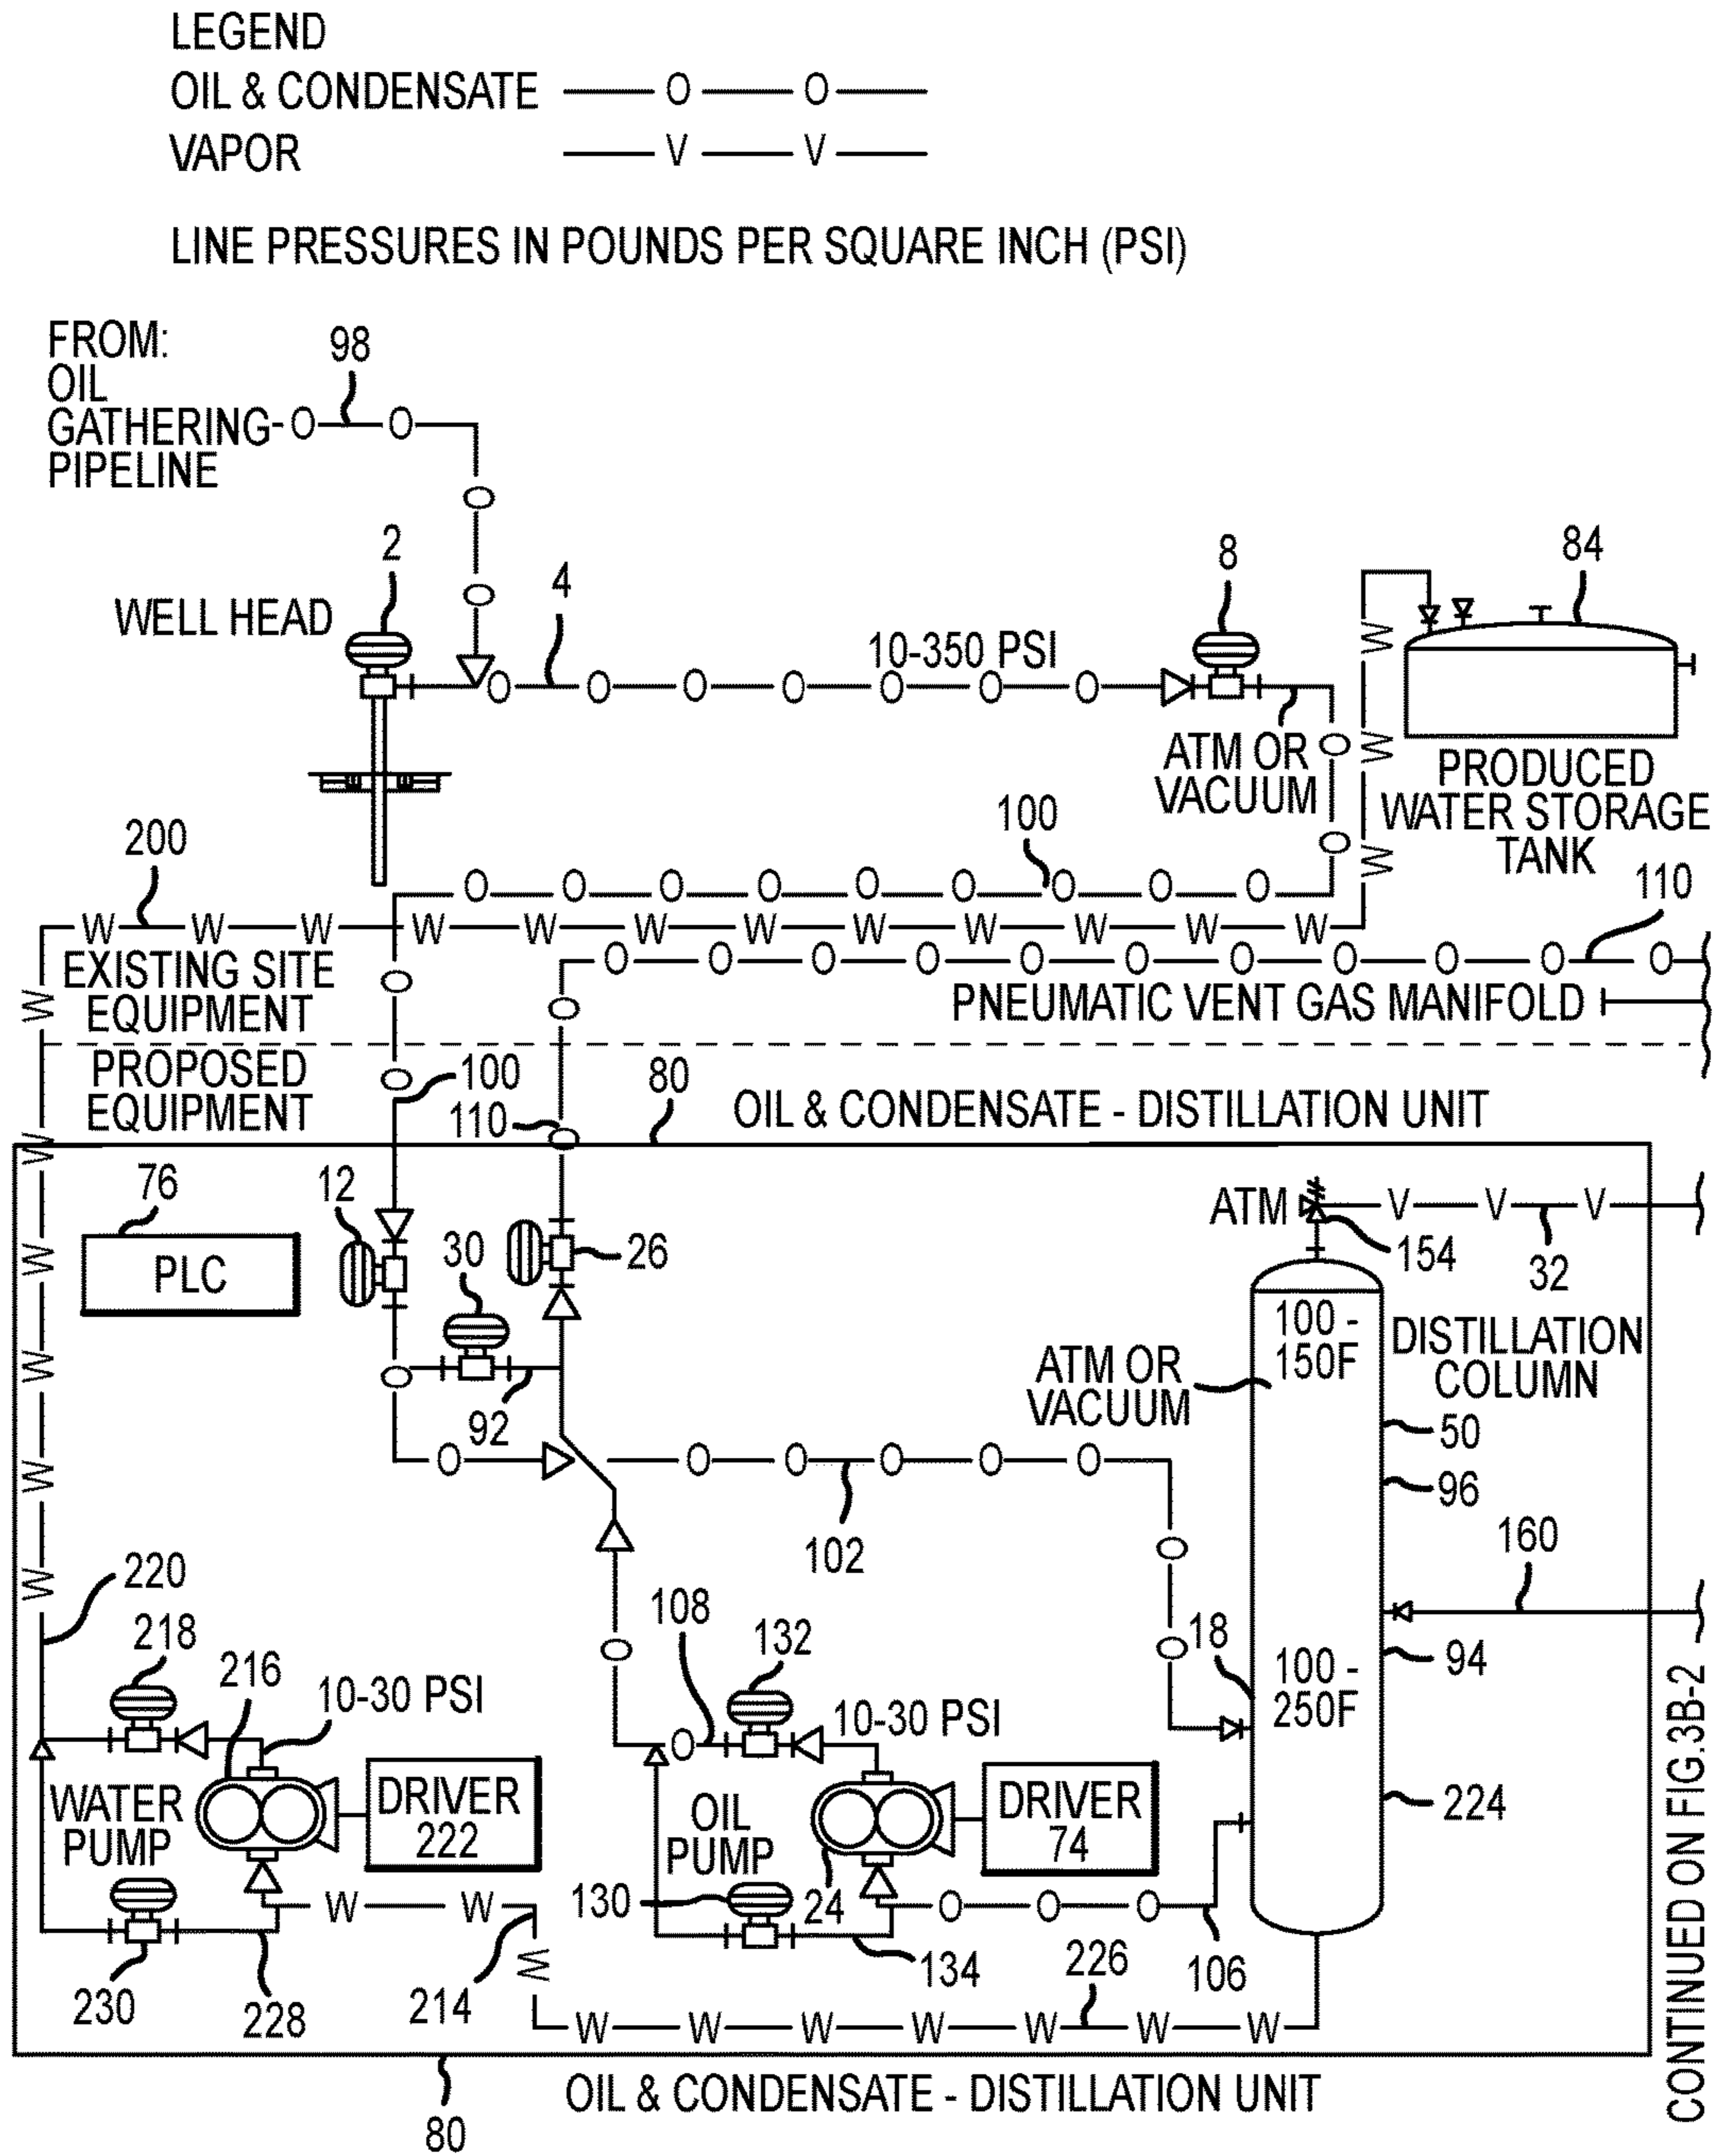 LEGEND
OIL & CONDENSATE — O — O —
VAPOR — V — V —
LINE PRESSURES IN POUNDS PER SQUARE INCH (PSI)
FROM:
OIL
GATHERING
PIPELINE
O O
98
O
O
2
WELL HEAD
4
8
84
10-350 PSI
O O O O O O O
ATM OR
VACUUM
O
O
W
W
W
PRODUCED
WATER STORAGE
TANK
200
100
110
O O O O O O O O O
W W W W W W W W W W W W
O O O O O O O O O O O
EXISTING SITE
EQUIPMENT
W
O
O
PNEUMATIC VENT GAS MANIFOLD
PROPOSED
EQUIPMENT
O
100
110
O
80
OIL & CONDENSATE - DISTILLATION UNIT
W
76
PLC
12
30
26
ATM
V V V
154
32
W
W
W
W
W
O
92
O
100 -
150F
DISTILLATION
COLUMN
ATM OR
VACUUM
50
96
O O O O O
102
O
O
160
220
218
216
10-30 PSI
108
132
O
O
10-30 PSI
18
94
100 -
250F
WATER
PUMP
DRIVER
222
OIL
PUMP
DRIVER
74
224
130
24
O O O
106
134
W W
W
230
228
214
226
W W W W W W W
CONTINUED ON FIG.3B-2
OIL & CONDENSATE - DISTILLATION UNIT
80